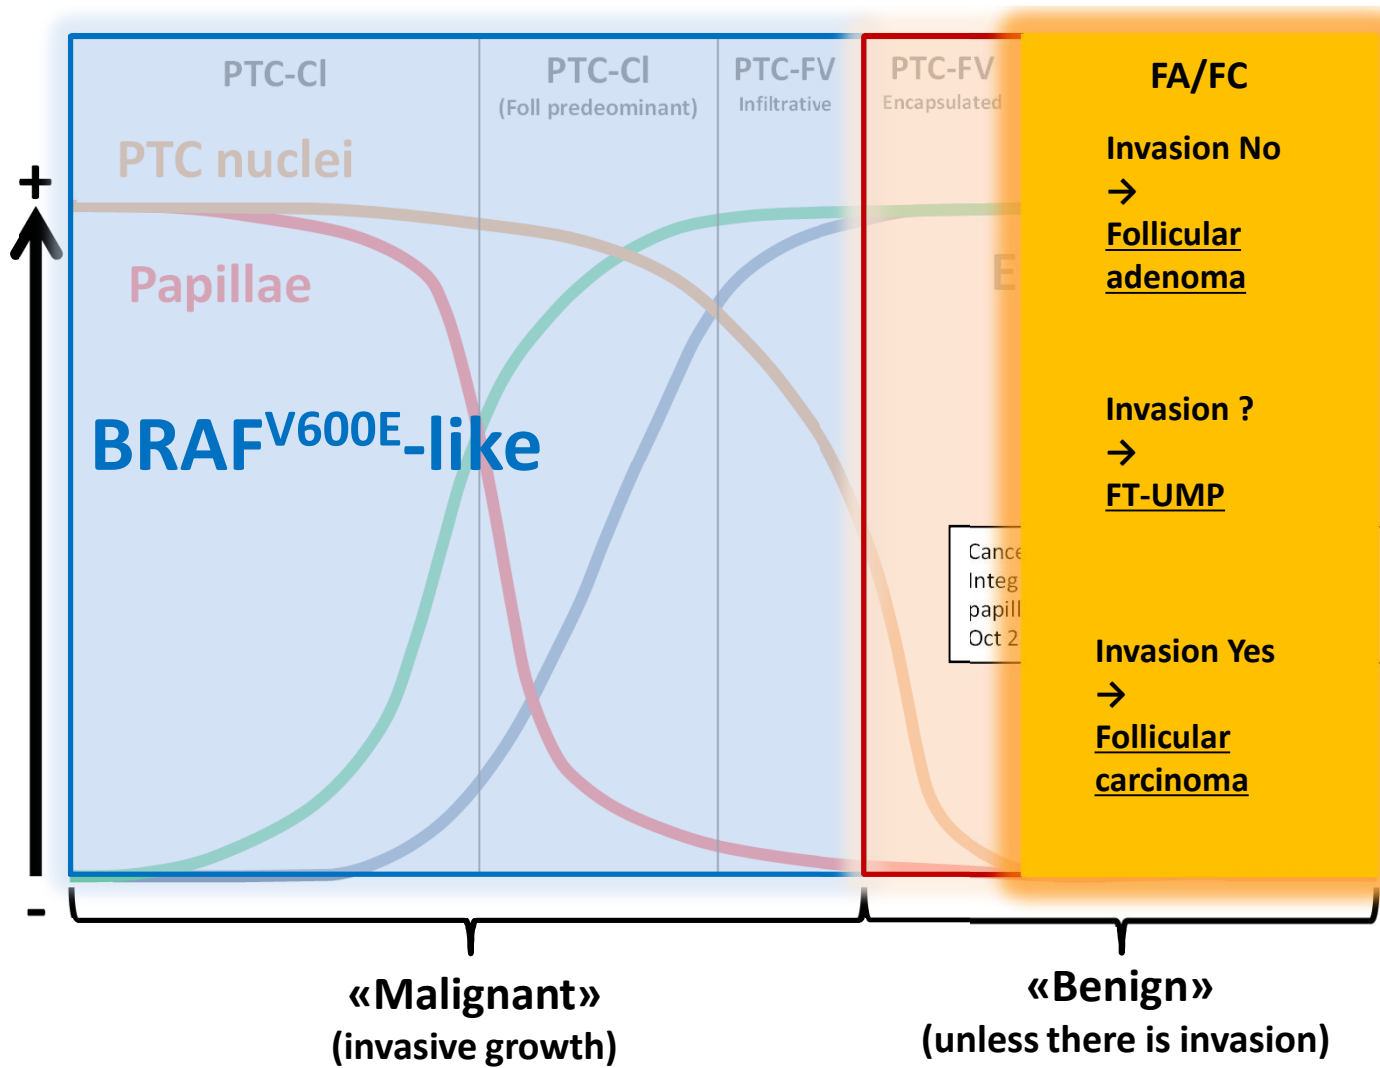 PTC-Cl
PTC-Cl
(Foll predeominant)
PTC-FV
Infiltrative
PTC-FV
Encapsulated
FA/FC
PTC nuclei
Papillae
+
-
E
BRAFV600E-like
Invasion No
→
Follicular
adenoma
Invasion ?
→
FT-UMP
Invasion Yes
→
Follicular
carcinoma
Oct 2
«Malignant»
(invasive growth)
«Benign»
(unless there is invasion)